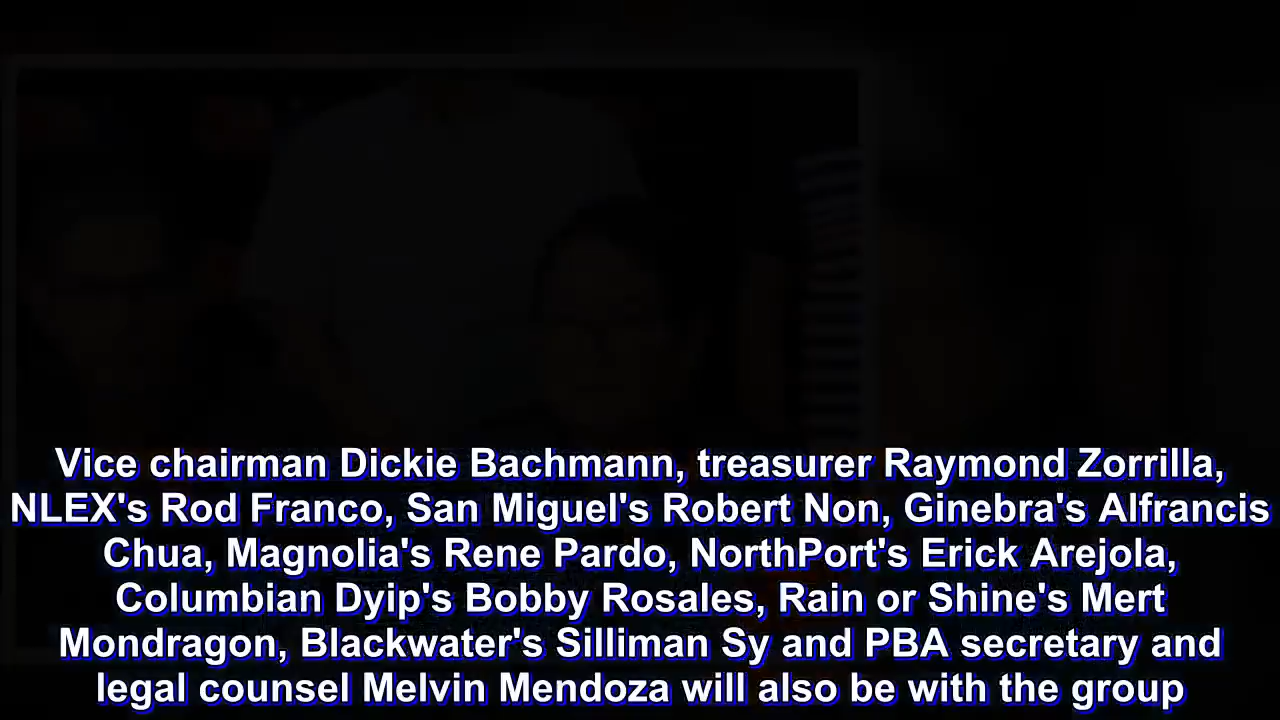 Vice chairman Dickie Bachmann, treasurer Raymond Zorrilla,
NLEX's Rod Franco, San Miguel's Robert Non, Ginebra's Alfrancis
Chua, Magnolia's Rene Pardo, NorthPort's Erick Arejola,
Columbian Dyip's Bobby Rosales, Rain or Shine's Mert
Mondragon, Blackwater's Silliman Sy and PBA secretary and
legal counsel Melvin Mendoza will also be with the group